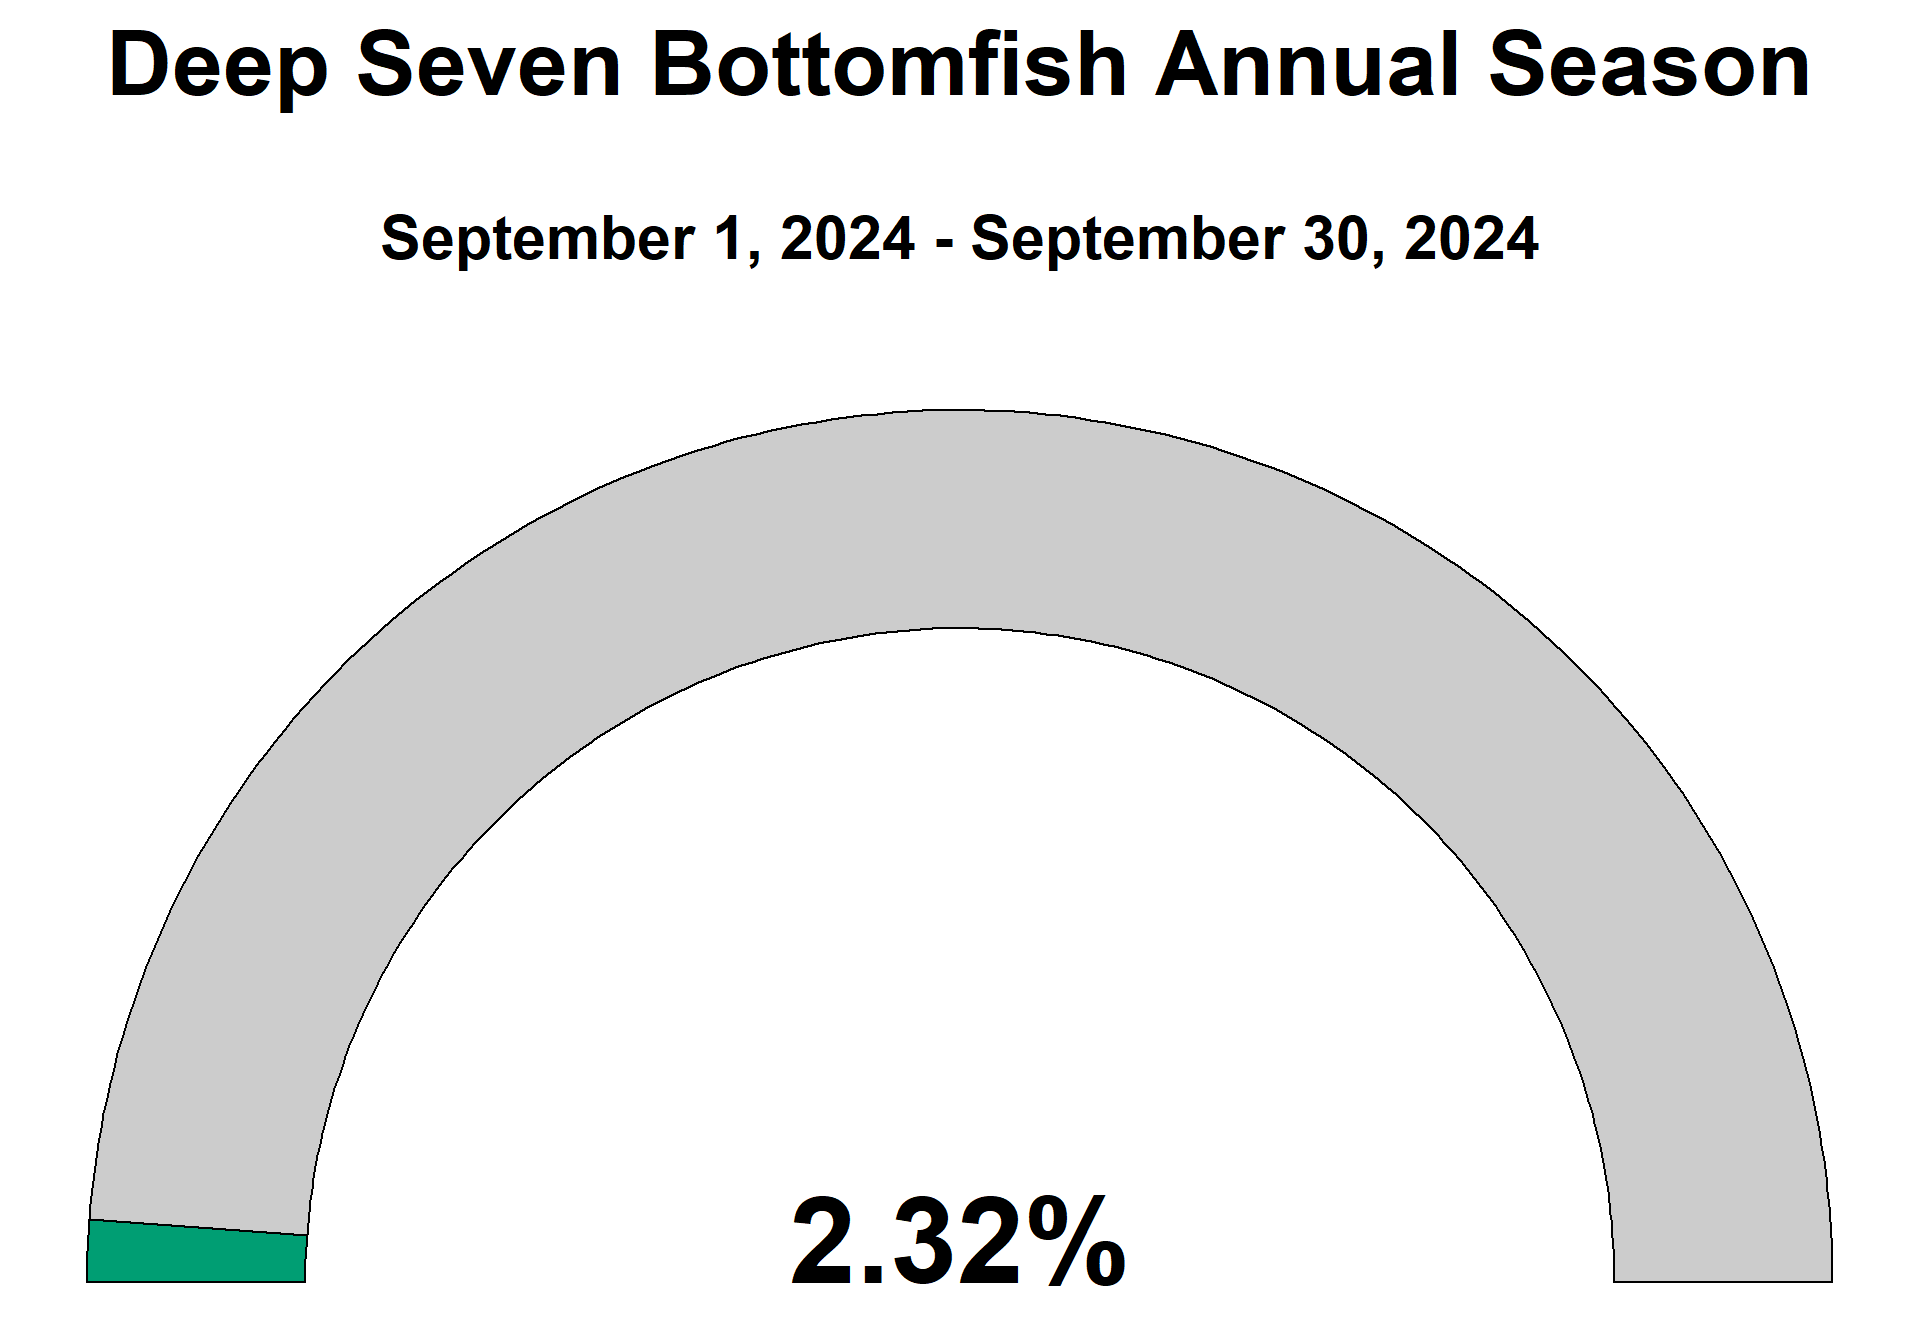 Deep Seven Bottomfish Annual Season
September 1, 2024 - September 30, 2024
2.32%